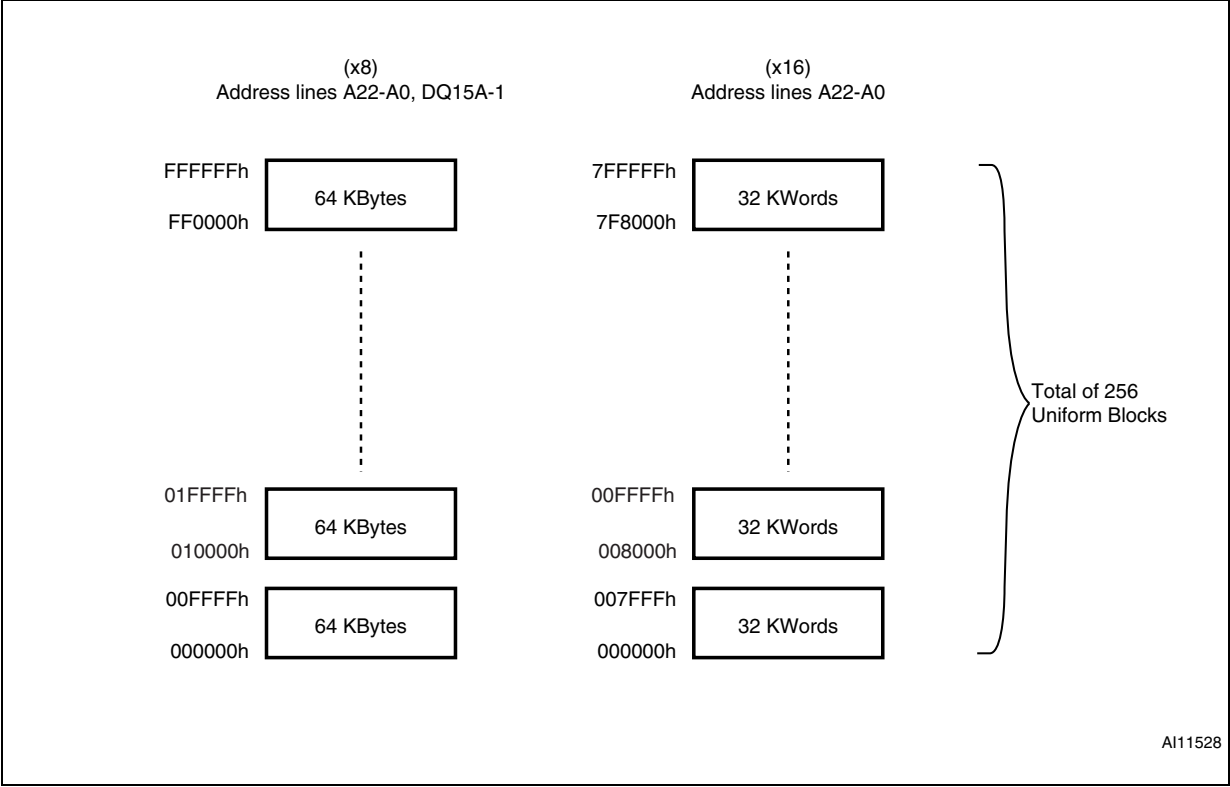 (x8)
Address lines A22-A0, DQ15A-1
(x16)
Address lines A22-A0
FFFFFFh
64 KBytes
FF0000h
7FFFFFh
32 KWords
7F8000h
Total of 256
Uniform Blocks
01FFFFh
64 KBytes
010000h
00FFFFh
32 KWords
008000h
00FFFFh
64 KBytes
000000h
007FFFh
32 KWords
000000h
AI11528